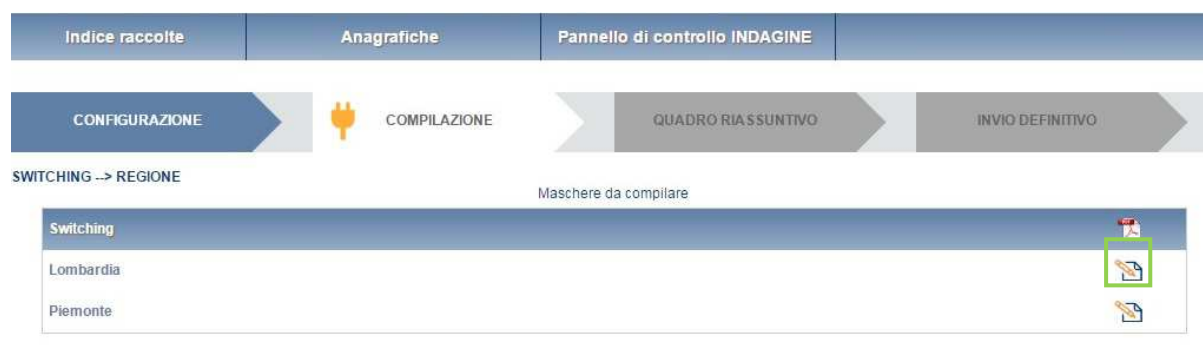 Indice raccolte Anagrafiche Pannello di controllo INDAGINE
CONFIGURAZIONE COMPILAZIONE QUADRO RIASSUNTIVO INVIO DEFINITIVO
SWITCHING --> REGIONE
Maschere da compilare
Switching
Lombardia
Piemonte